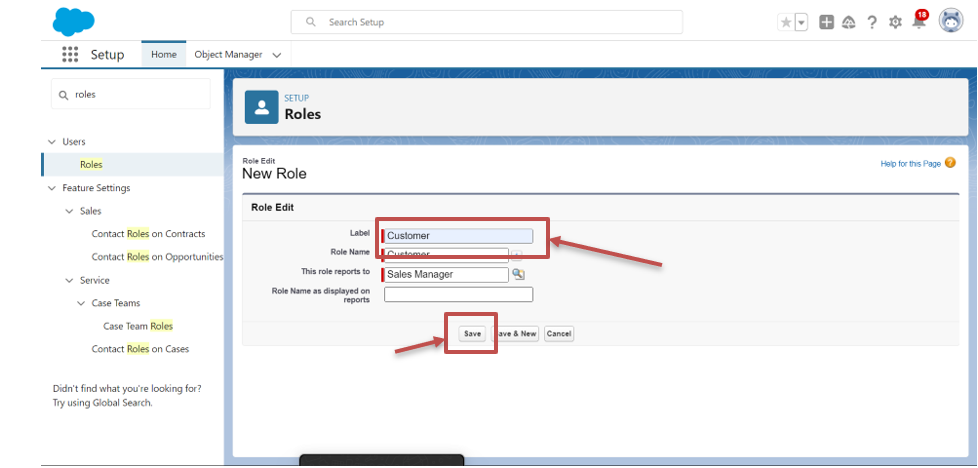 Search Setup
18
Setup
Home
Object Manager
roles
Users
Roles
Feature Settings
Sales
Contact Roles on Contracts
Contact Roles on Opportunities
Service
Case Teams
Case Team Roles
Contact Roles on Cases
Didn't find what you're looking for?
Try using Global Search.
SETUP
Roles
Role Edit
New Role
Help for this Page ?
Role Edit
Label Customer
Role Name Customer
This role reports to Sales Manager
Role Name as displayed on
reports
Save
ave & New
Cancel